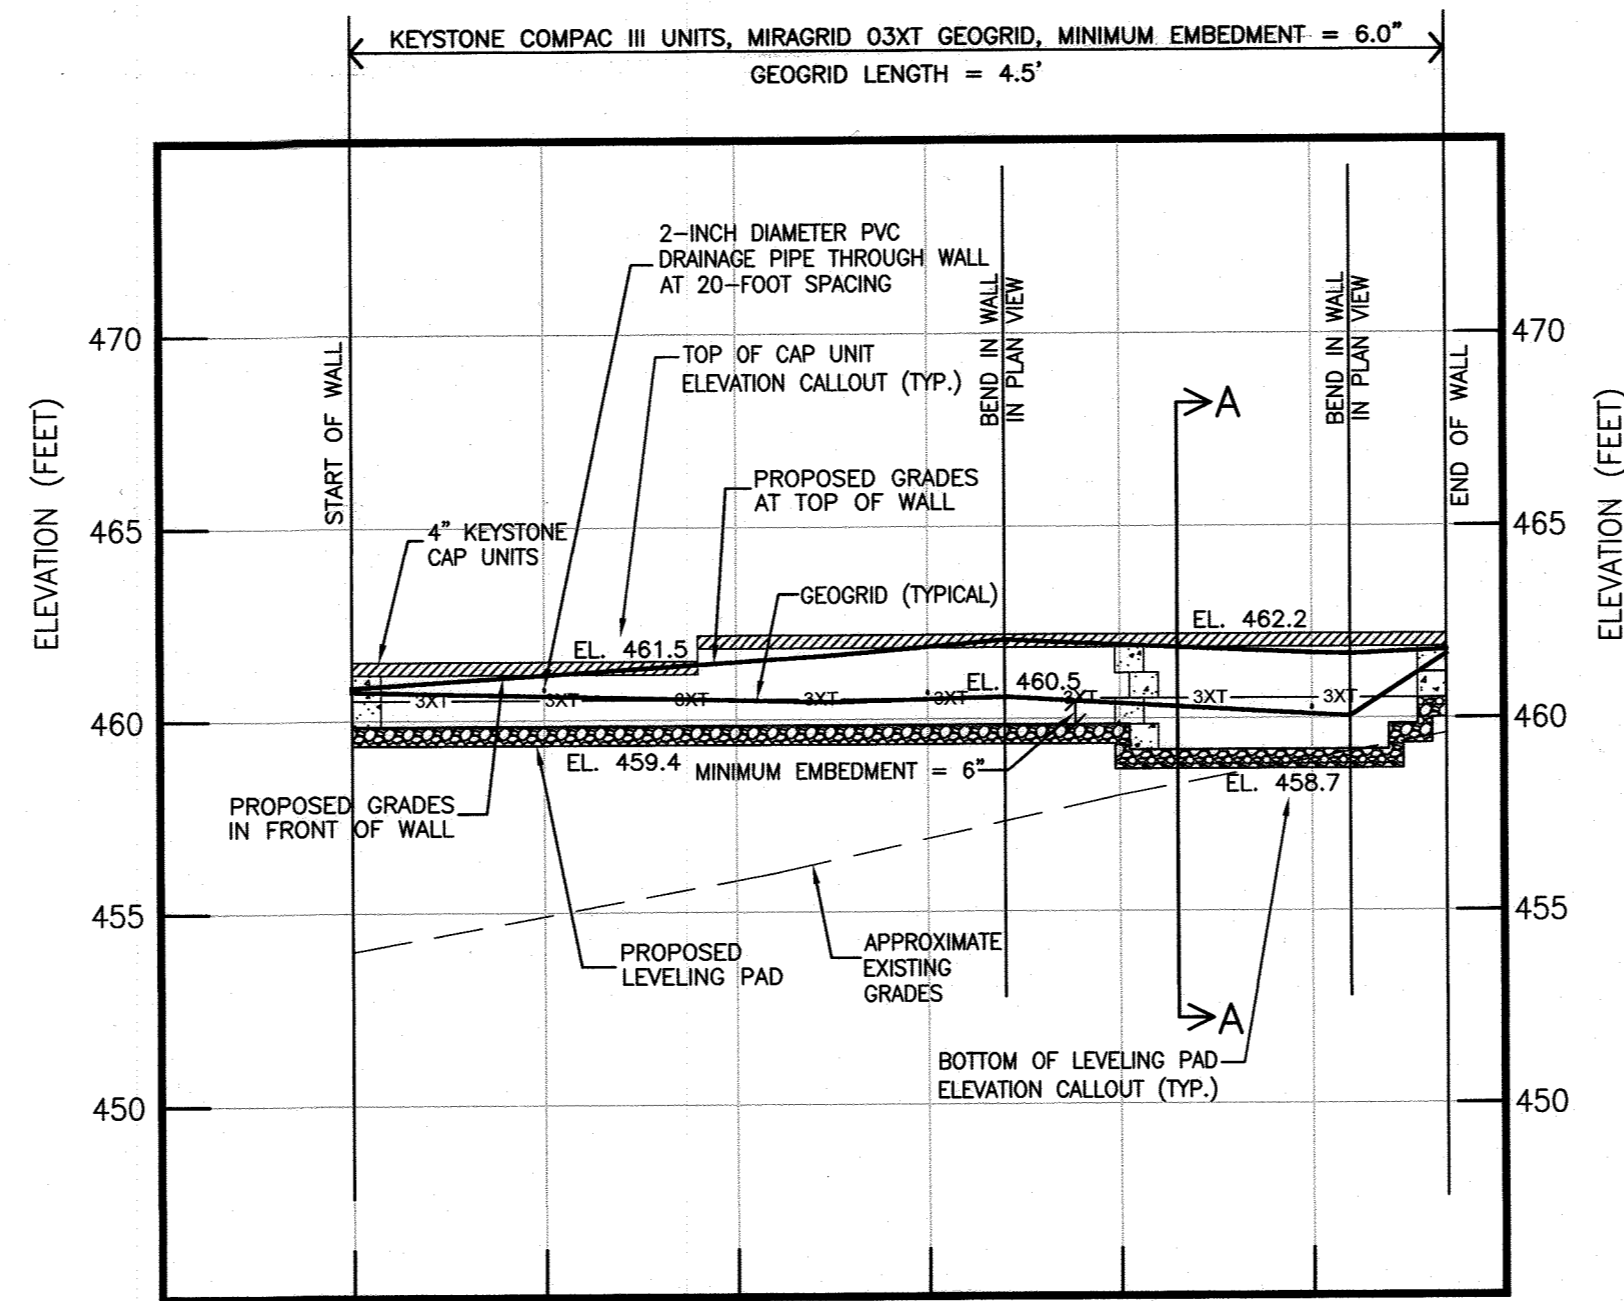 KEYSTONE COMPAC III UNITS, MIRAGRID 03XT GEOGRID, MINIMUM EMBEDMENT = 6.0"
GEOGRID LENGTH = 4.5'
2-INCH DIAMETER PVC
DRAINAGE PIPE THROUGH WALL
AT 20-FOOT SPACING
BEND IN WALL
IN PLAN VIEW
BEND IN WALL
IN PLAN VIEW
470
470
START OF WALL
TOP OF CAP UNIT
ELEVATION CALLOUT (TYP.)
END OF WALL
A
ELEVATION (FEET)
ELEVATION (FEET)
PROPOSED GRADES
AT TOP OF WALL
465
465
4" KEYSTONE
CAP UNITS
GEOGRID (TYPICAL)
EL. 462.2
EL. 461.5
EL. 460.5
3XT
3XT
3XT
3XT
3XT
3XT
3XT
3XT
460
460
EL. 459.4
MINIMUM EMBEDMENT = 6"
EL. 458.7
PROPOSED GRADES
IN FRONT OF WALL
455
455
PROPOSED
LEVELING PAD
APPROXIMATE
EXISTING
GRADES
A
BOTTOM OF LEVELING PAD
ELEVATION CALLOUT (TYP.)
450
450